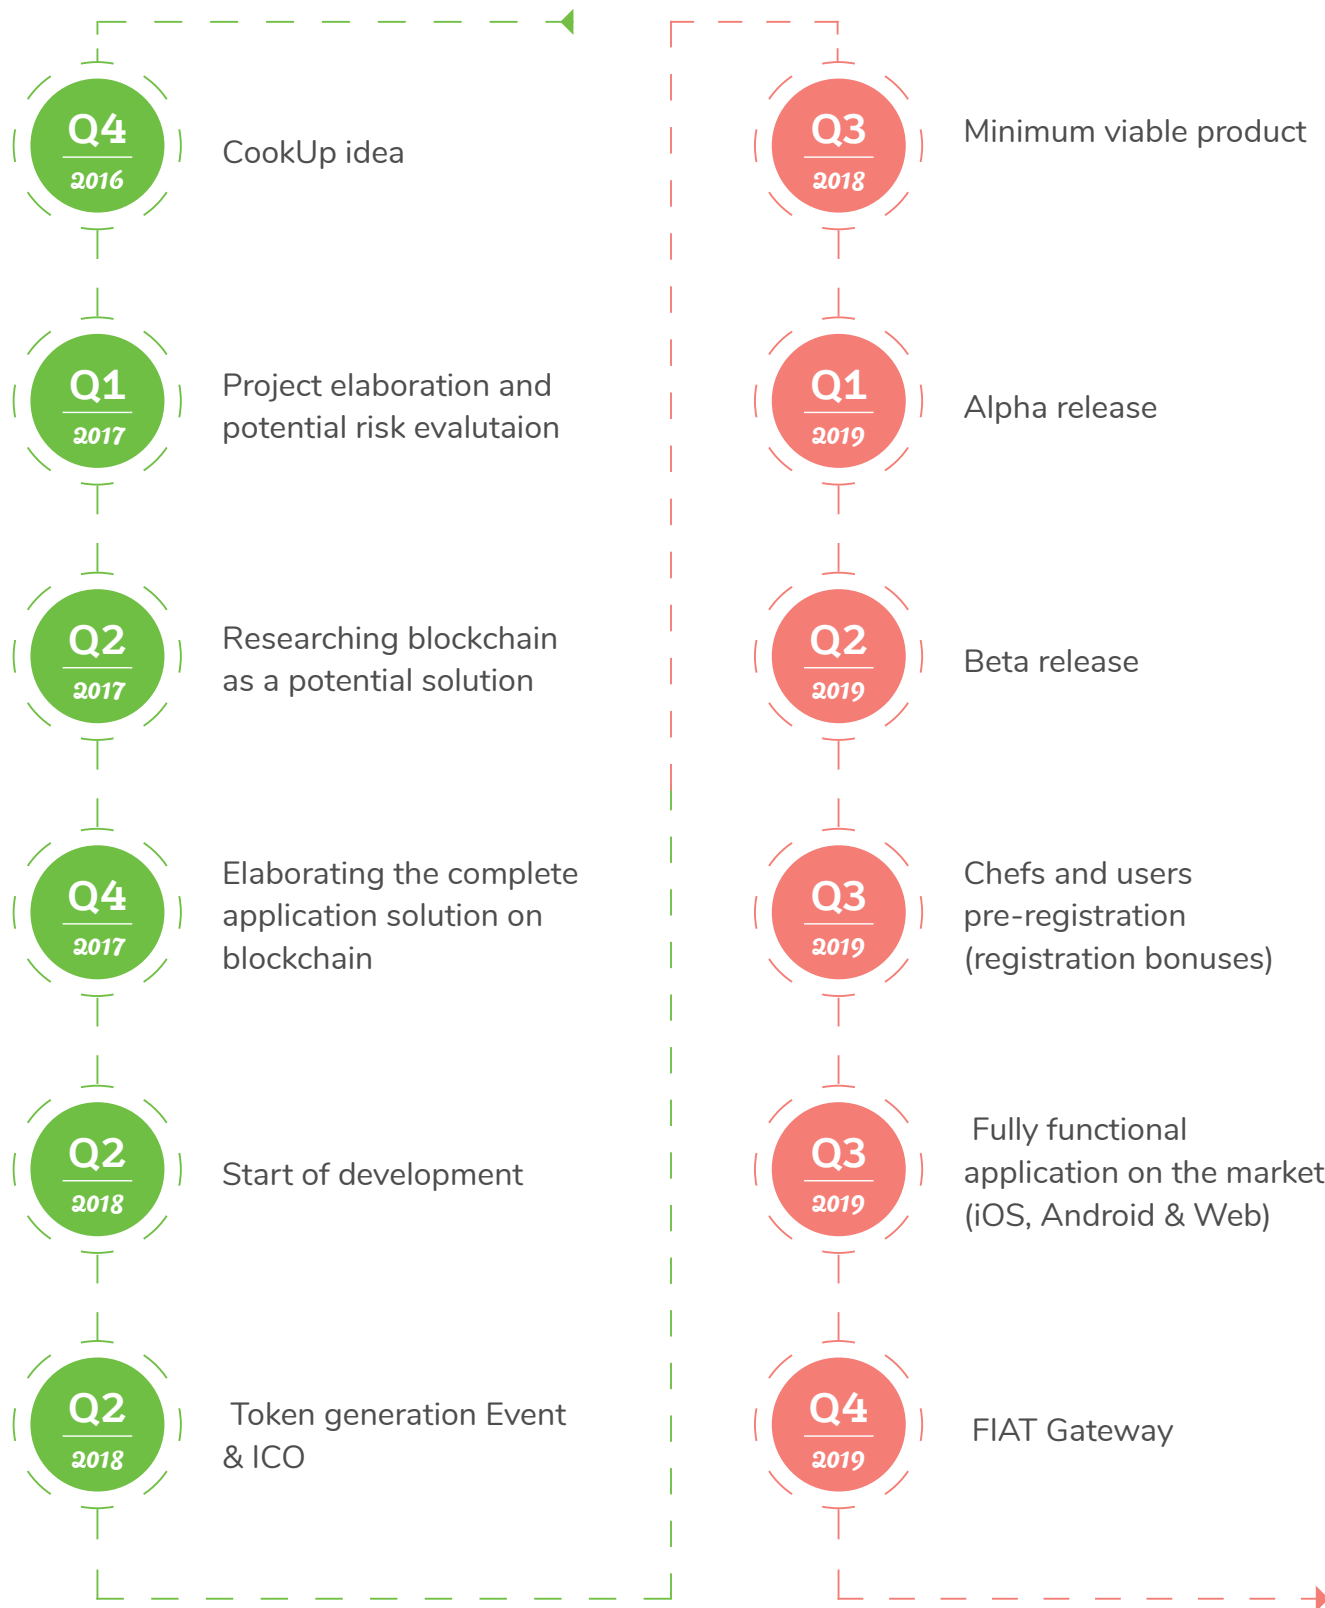 Q4
2016
CookUp idea
Q1
2017
Project elaboration and
potential risk evalutaion
Q2
2017
Researching blockchain
as a potential solution
Q4
2017
Elaborating the complete
application solution on
blockchain
Q2
2018
Start of development
Q2
2018
Token generation Event
& ICO
Q3
2018
Minimum viable product
Q1
2019
Alpha release
Q2
2019
Beta release
Q3
2019
Chefs and users
pre-registration
(registration bonuses)
Q3
2019
Fully functional
application on the market
(iOS, Android & Web)
Q4
2019
FIAT Gateway